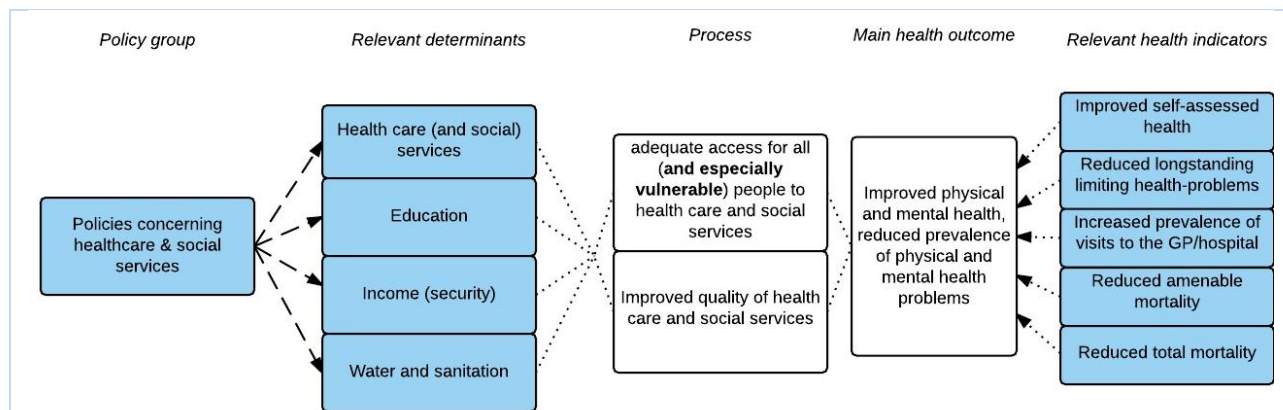 Policy group
Relevant determinants
Process
Main health outcome
Relevant health indicators
Policies concerning
healthcare & social
services
Health care (and social)
services
Education
Income (security)
Water and sanitation
adequate access for all
(and especially
vulnerable) people to
health care and social
services
Improved quality of health
care and social services
Improved physical
and mental health,
reduced prevalence
of physical and
mental health
problems
Improved self-assessed
health
Reduced longstanding
limiting health-problems
Increased prevalence of
visits to the GP/hospital
Reduced amenable
mortality
Reduced total mortality